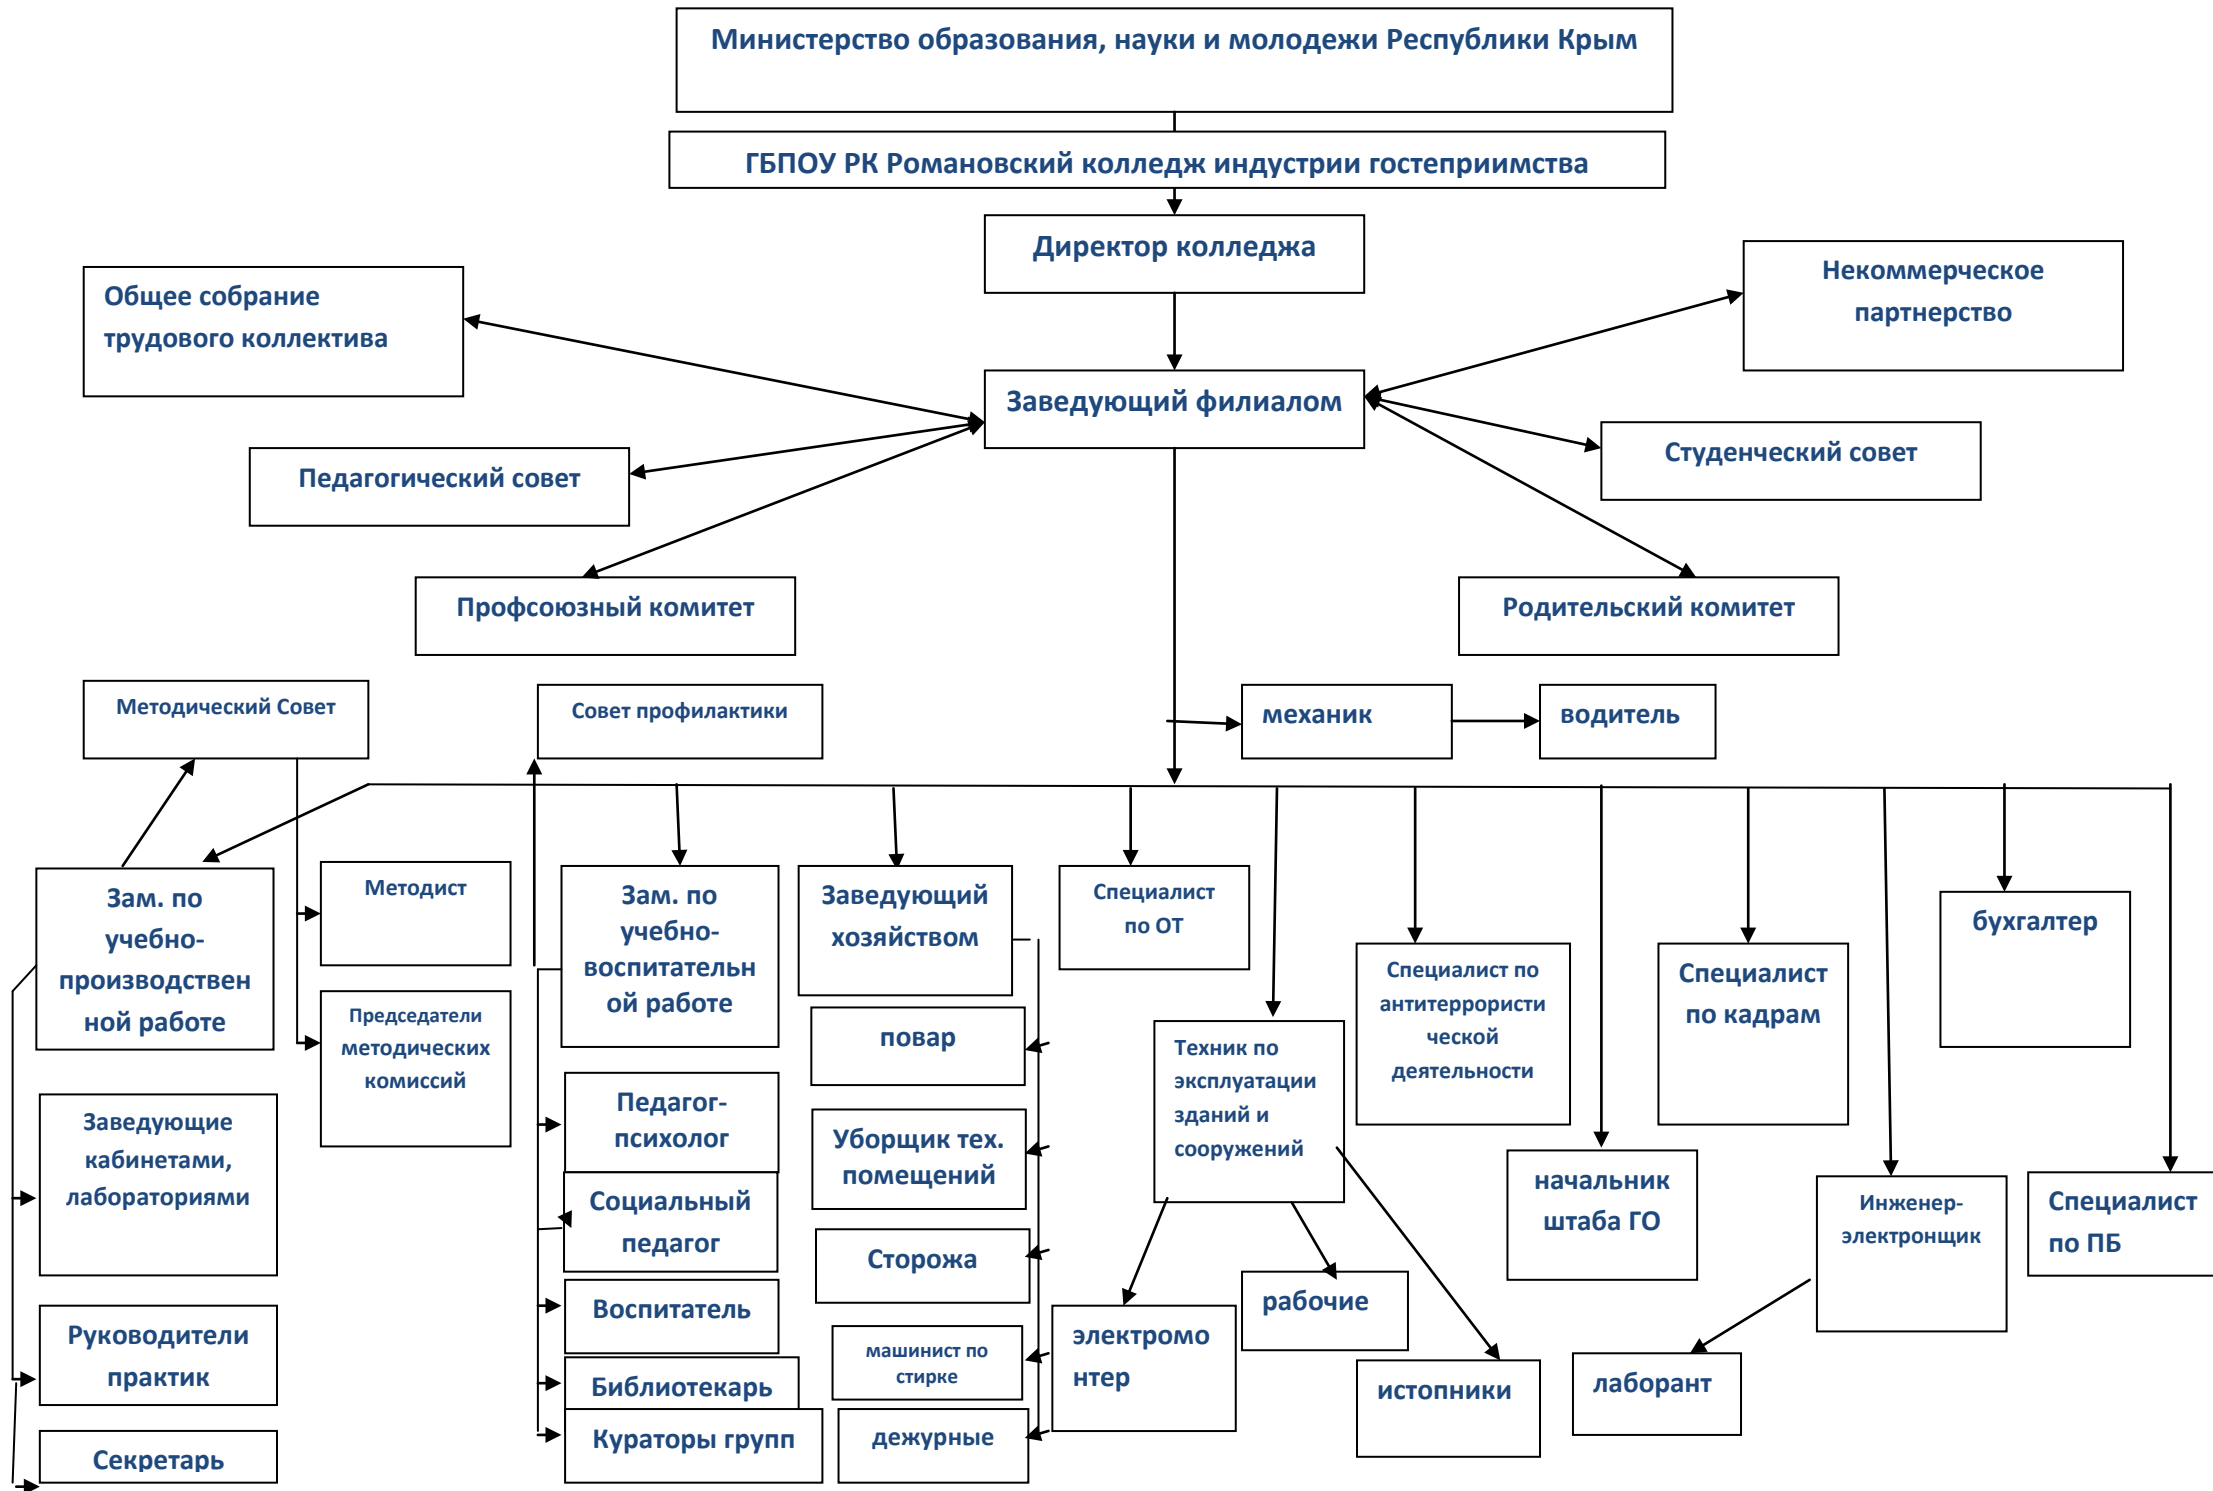 Министерство образования, науки и молодежи Республики Крым
ГБПОУ РК Романовский колледж индустрии гостеприимства
Директор колледжа
Некоммерческое
партнерство
Общее собрание
трудового коллектива
Заведующий филиалом
Студенческий совет
Педагогический совет
Профсоюзный комитет
Родительский комитет
Методический Совет
Совет профилактики
механик
водитель
Зам. по
учебно-
производствен
ной работе
Методист
Председатели
методических
комиссий
Заведующие
кабинетами,
лабораториями
Руководители
практик
Секретарь
Зам. по
учебно-
воспитательн
ой работе
Педагог-
психолог
Социальный
педагог
Воспитатель
Библиотекарь
Кураторы групп
Заведующий
хозяйством
повар
Уборщик тех.
помещений
Сторожа
машинист по
стирке
дежурные
Специалист
по ОТ
Техник по
эксплуатации
зданий и
сооружений
электромо
нтер
рабочие
истопники
Специалист по
антитеррористи
ческой
деятельности
начальник
штаба ГО
Специалист
по кадрам
Инженер-
электронщик
лаборант
бухгалтер
Специалист
по ПБ